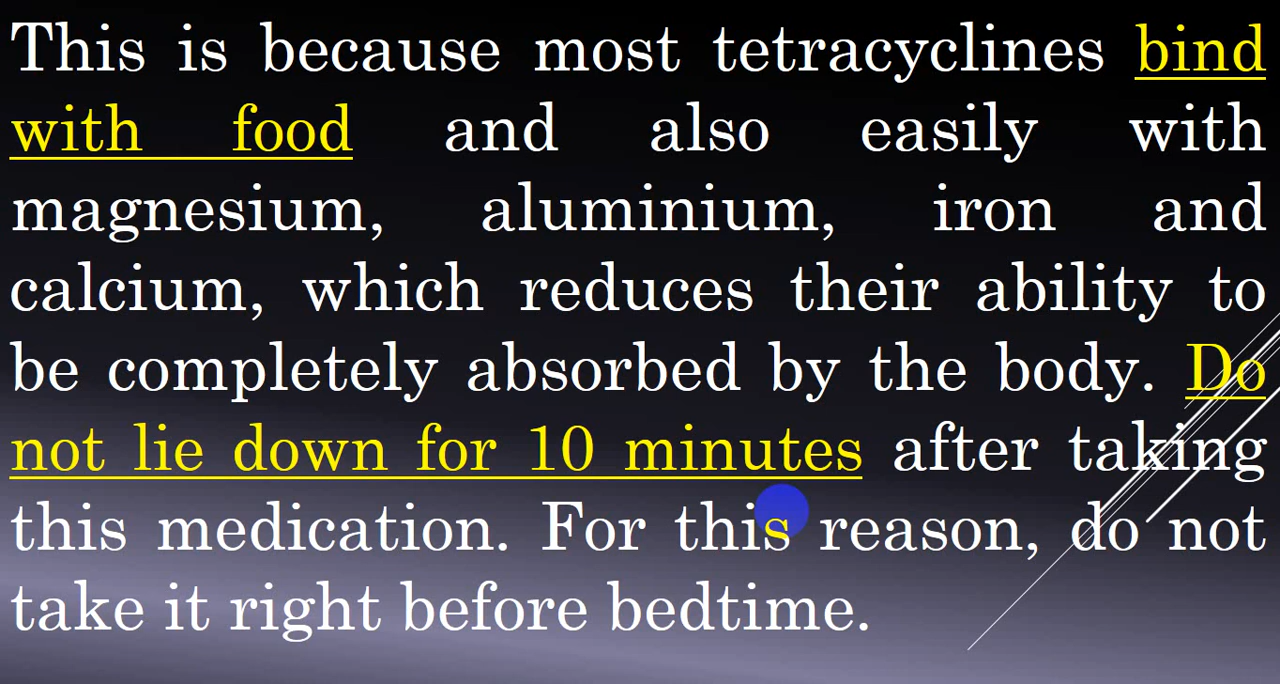 This is because most tetracyclines bind
with food and also easily with
magnesium, aluminium, iron and
calcium, which reduces their ability to
be completely absorbed by the body. Do
not lie down for 10 minutes after taking
this medication. For this reason, do not
take it right before bedtime.